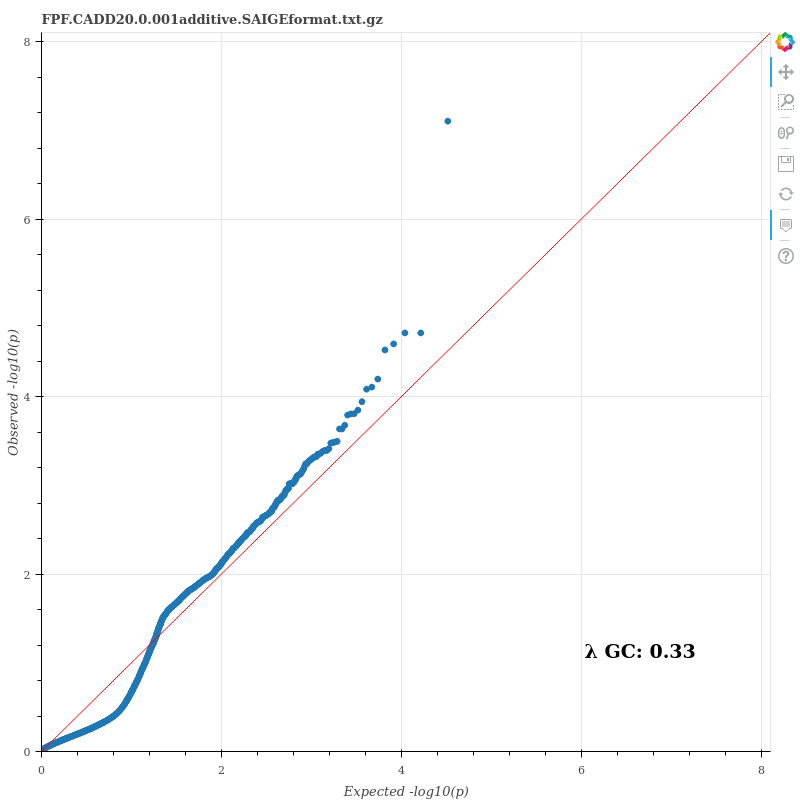 FPF.CADD20.0.001additive.SAIGEformat.txt.gz
8
6
4
2
0
Observed -log10(p)
λ GC: 0.33
0
2
4
6
8
Expected -log10(p)
?